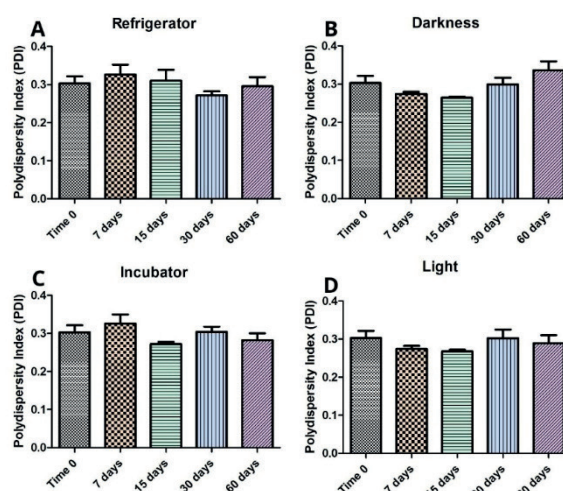 A
Refrigerator
Polydispersity Index (PDI)
0.4
0.3
0.2
0.1
0.0
Time 0
7 days
15 days
30 days
60 days
B
Darkness
Polydispersity Index (PDI)
0.4
0.3
0.2
0.1
0.0
Time 0
7 days
15 days
30 days
60 days
C
Incubator
Polydispersity Index (PDI)
0.4
0.3
0.2
0.1
0.0
Time 0
7 days
15 days
30 days
60 days
D
Light
Polydispersity Index (PDI)
0.4
0.3
0.2
0.1
0.0
Time 0
7 days
days
days
days